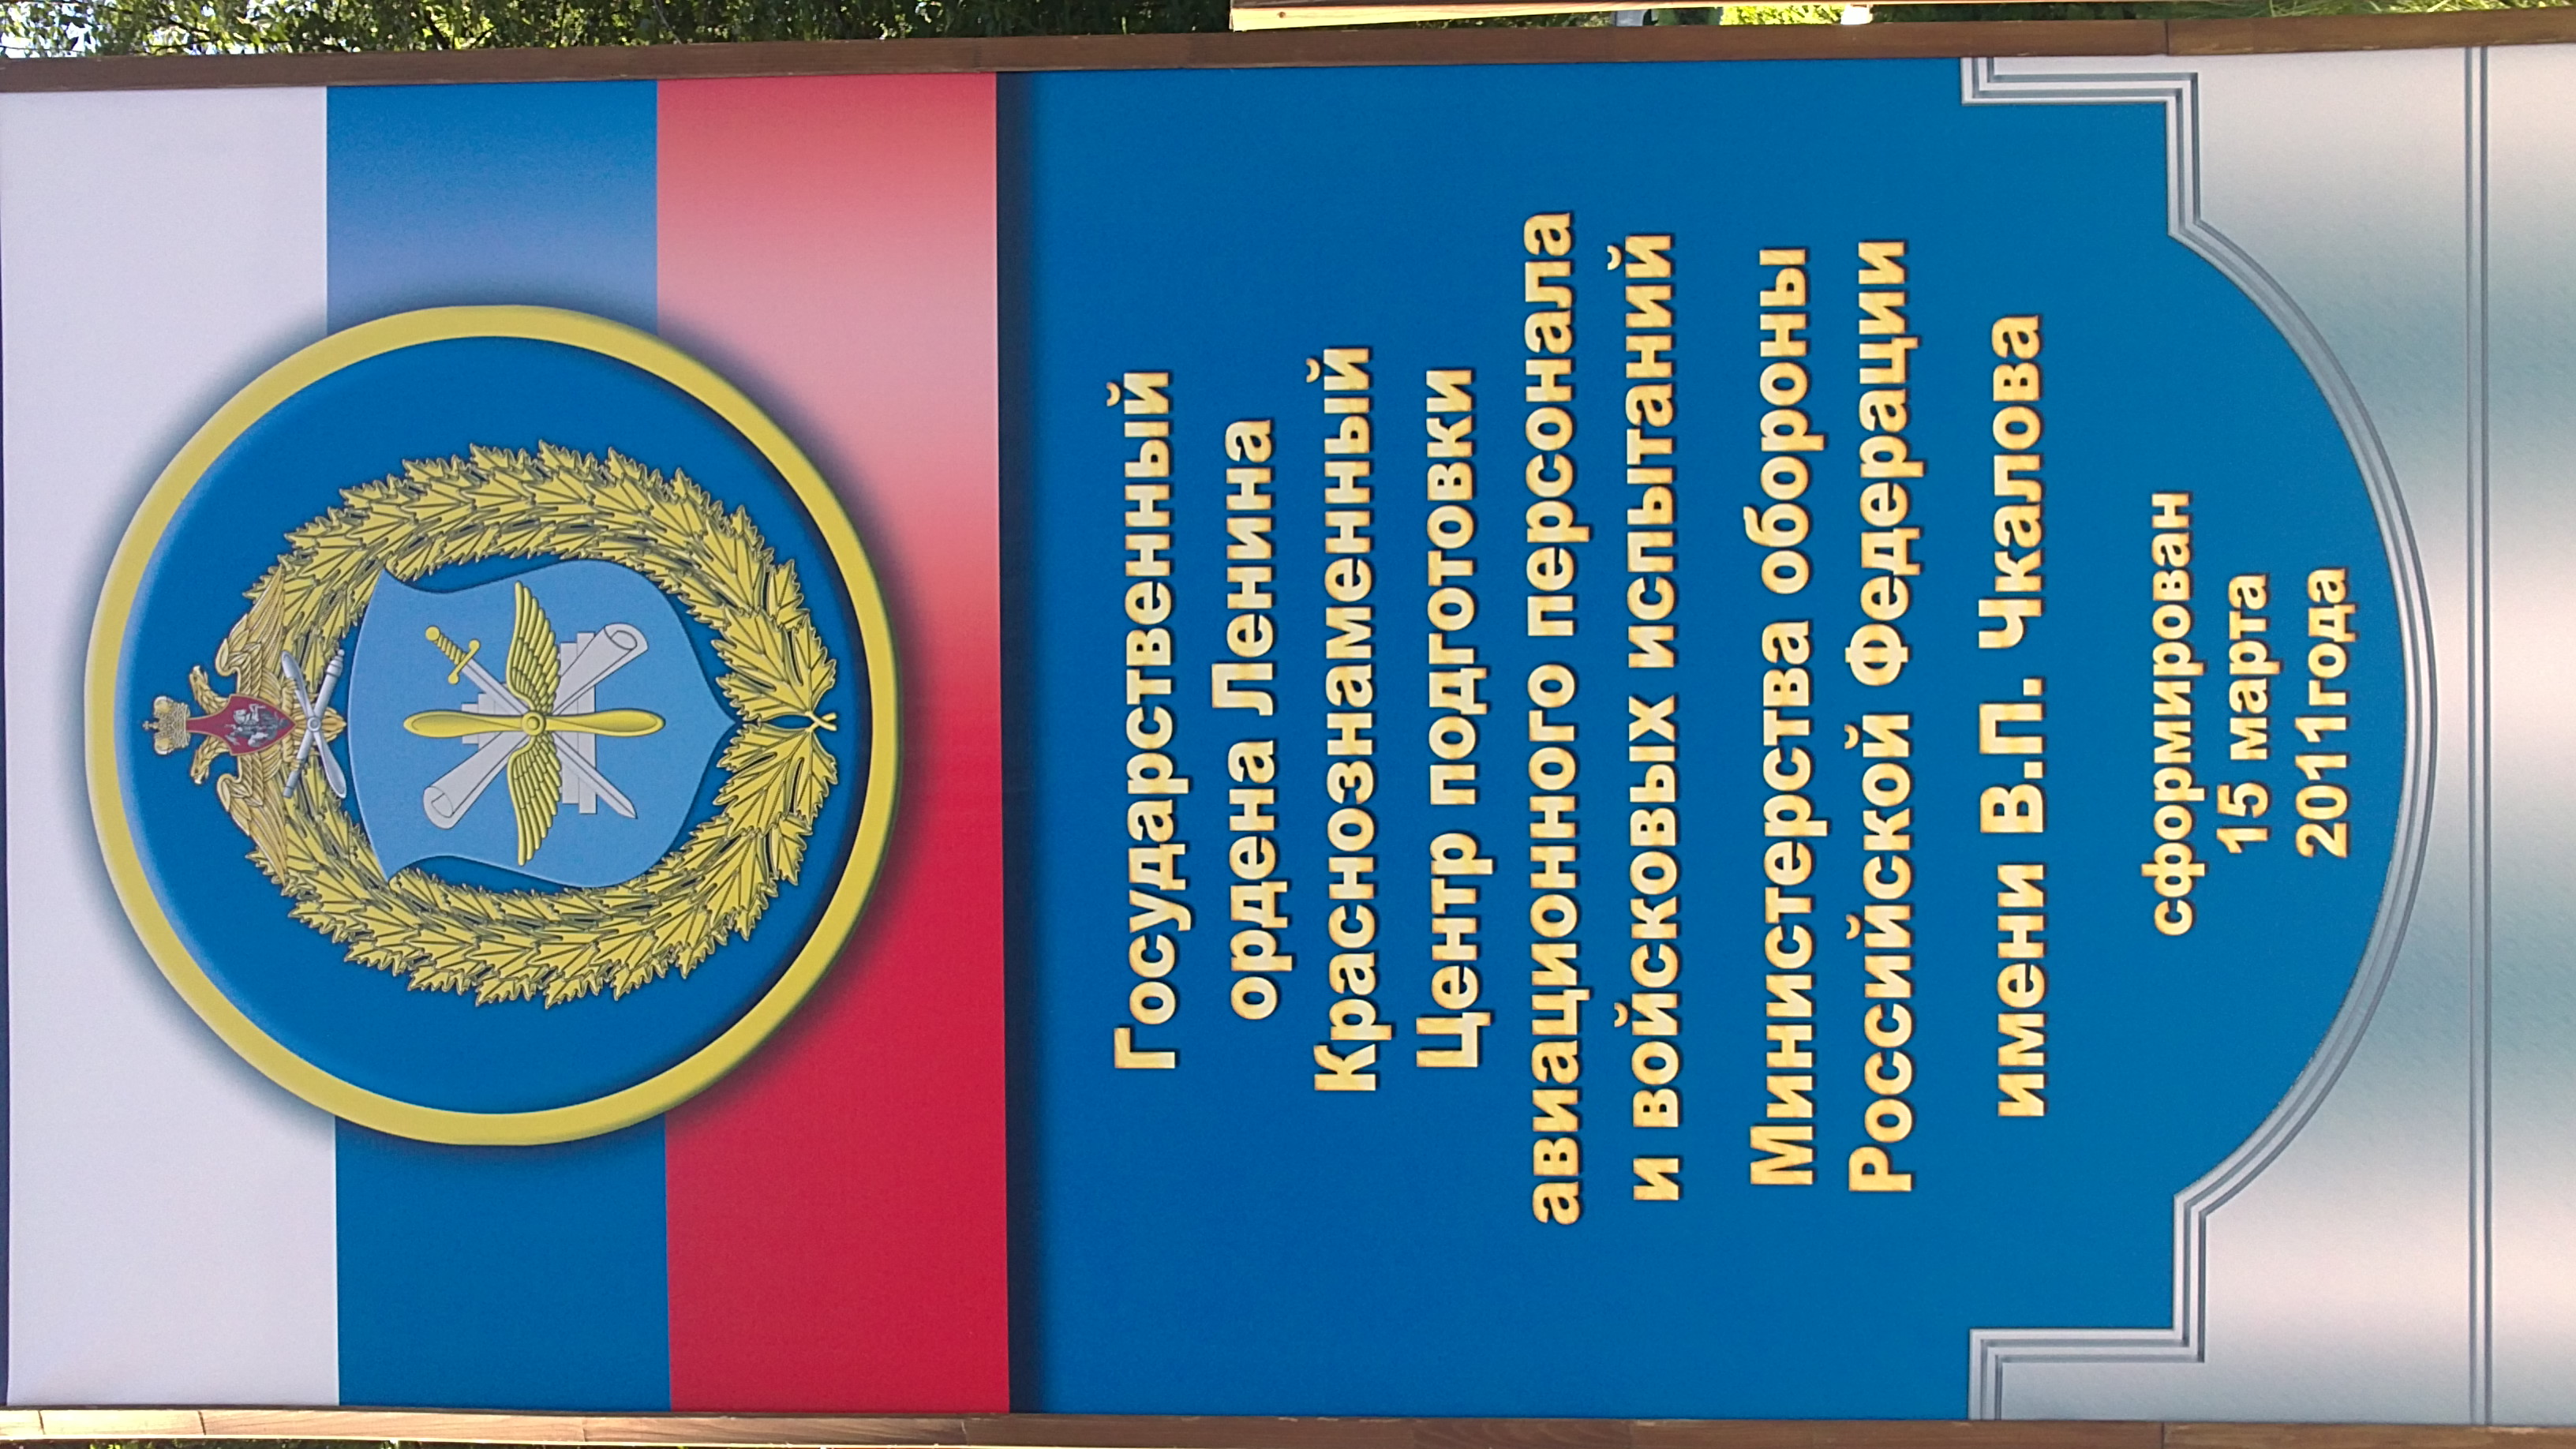 Государственный
ордена Ленина
Краснознаменный
Центр подготовки
авиационного персонала
и войсковых испытаний
Министерства обороны
Российской Федерации
имени В.П. Чкалова
сформирован
15 марта
2011года